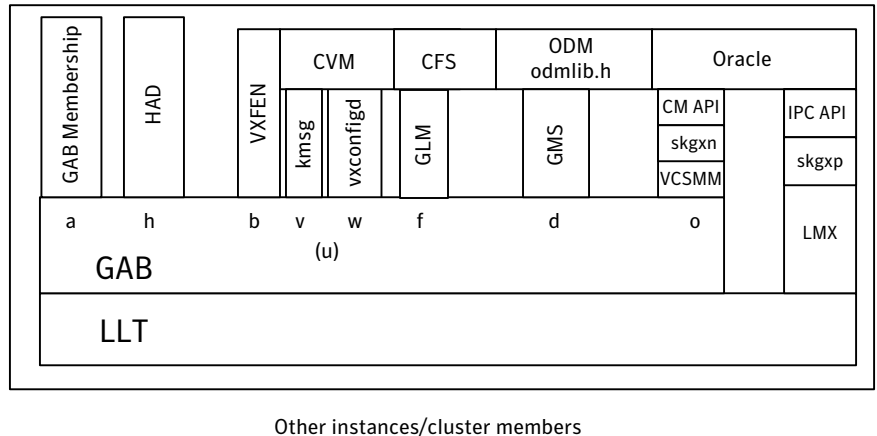 GAB Membership
HAD
VXFEN
CVM
CFS
ODM
odmlib.h
Oracle
kmsg
vxconfigd
GLM
GMS
CM API
skgxn
VCSMM
IPC API
skgxp
LMX
a h b v w f d o
(u)
GAB
LLT
Other instances/cluster members